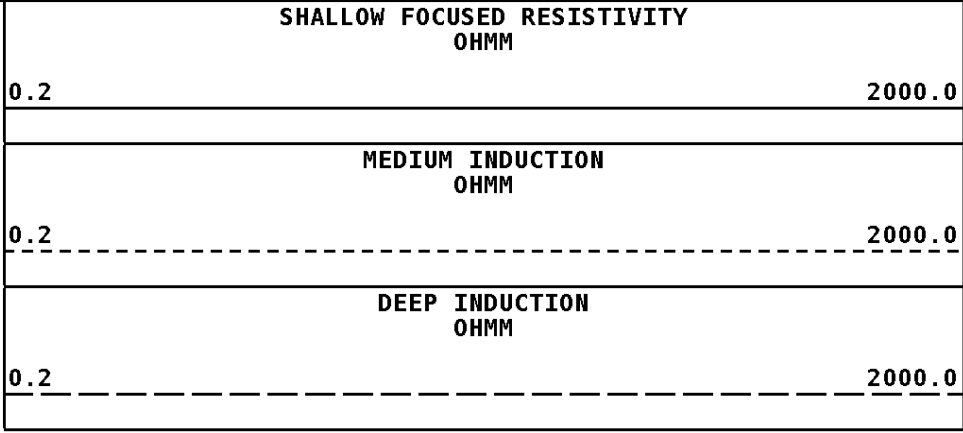 SHALLOW FOCUSED RESISTIVITY
OHMM
0.2 2000.0
MEDIUM INDUCTION
OHMM
0.2 2000.0
DEEP INDUCTION
OHMM
0.2 2000.0